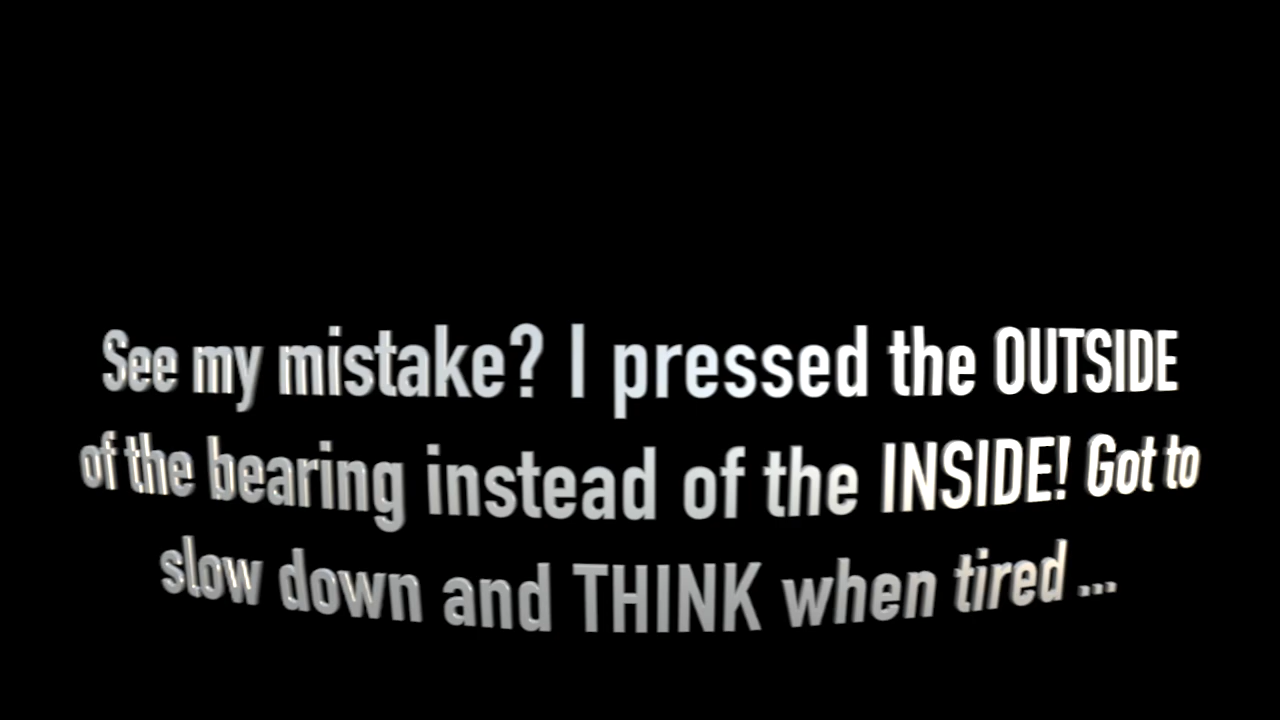 See my mistake? I pressed the OUTSIDE
of the bearing instead of the INSIDE! Got to
slow down and THINK when tired ...